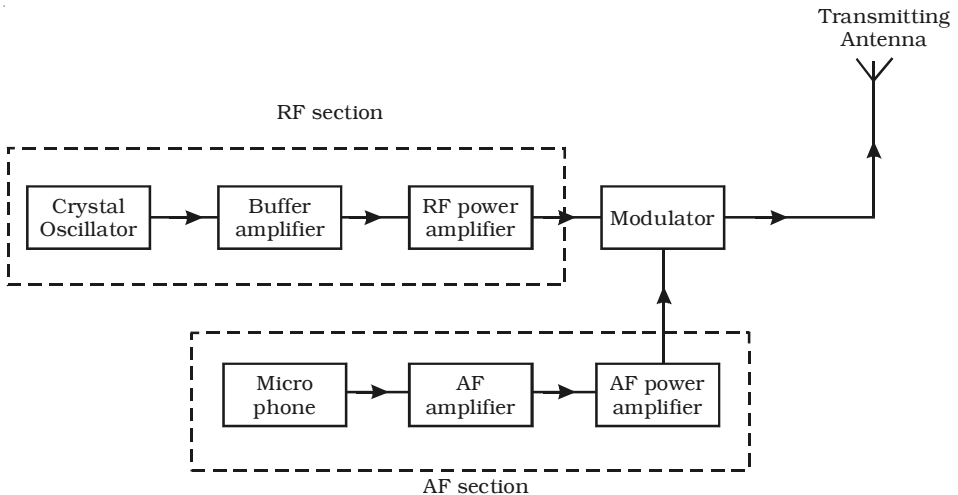 Transmitting
Antenna
RF section
Crystal
Oscillator
Buffer
amplifier
RF power
amplifier
Modulator
Micro
phone
AF
amplifier
AF power
amplifier
AF section